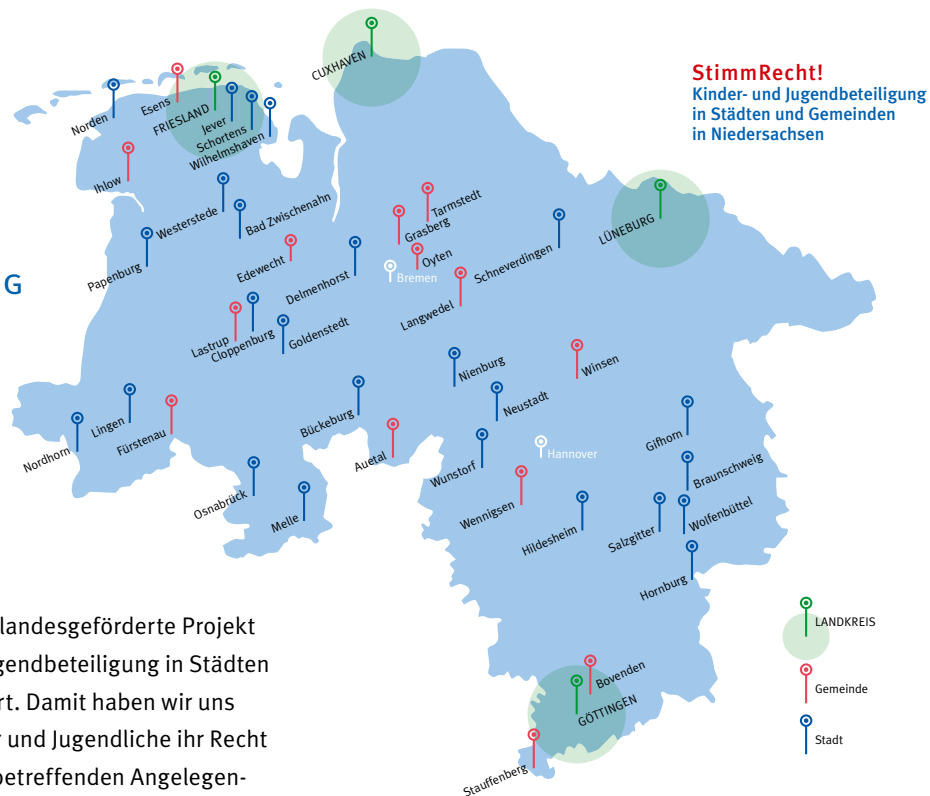 StimmRecht!
Kinder- und Jugendbeteiligung
in Städten und Gemeinden
in Niedersachsen
CUXHAVEN
Norden
Esens
FRIESLAND
Jever
Schortens
Wilhelmshaven
Ihlow
Westerstede
Bad Zwischenahn
Papenburg
Edewecht
Delmenhorst
Tarmstedt
Grasberg
Oyten
Bremen
Langwedel
Schneverdingen
LÜNEBURG
G
Lastrup
Cloppenburg
Goldenstedt
Nienburg
Neustadt
Winsen
Nordhorn
Lingen
Fürstenau
Bückeburg
Auetal
Wunstorf
Hannover
Gifhorn
Braunschweig
Osnabrück
Melle
Wennigsen
Hildesheim
Salzgitter
Wolfenbüttel
Hornburg
landesgeförderte Projekt
gendbeteiligung in Städten
rt. Damit haben wir uns
r und Jugendliche ihr Recht
betreffenden Angelegen-
Bovenden
GÖTTINGEN
Stauffenberg
LANDKREIS
Gemeinde
Stadt